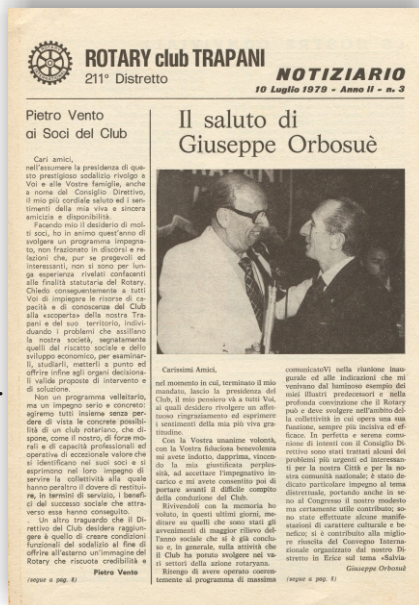 ROTARY club TRAPANI
211° Distretto
NOTIZIARIO
10 Luglio 1979 - Anno II - n. 3
Pietro Vento
ai Soci del Club
Cari amici,
nell'assumere la presidenza di que-
sto prestigioso sodalizio rivolgo a
Voi e alle Vostre famiglie, anche
a nome del Consiglio Direttivo,
il mio più cordiale saluto ed i sen-
timenti della mia viva e sincera
amicizia e disponibilità.
Facendo mio il desiderio di mol-
ti soci, ho in animo quest'anno di
svolgere un programma impegna-
to, non frazionato in discorsi e re-
lazioni che, pur se pregevoli ed
interessanti, non si sono per lun-
ga esperienza rivelati confacenti
alle finalità statutarie del Rotary.
Chiedo conseguentemente a tutti
Voi di impiegare le risorse di ca-
pacità e di conoscenze del Club
alla «scoperta» della nostra Tra-
pani e del suo territorio, indivi-
duando i problemi che assillano
la nostra società, segnatamente
quelli del riscatto sociale e dello
sviluppo economico, per esaminar-
li, studiarli, metterli a punto ed
offrire infine agli organi decisiona-
li valide proposte di intervento e
di soluzione.
Non un programma velleitario,
ma un impegno serio e concreto:
agiremo tutti insieme senza per-
dere di vista le concrete possibi-
lità di un club rotariano, che di-
spone, come il nostro, di forze mo-
rali e di capacità professionali ed
operativa di eccezionale valore che
si identificano nei suoi soci e si
esprimono nel loro impegno di
servire la collettività alla quale
hanno peraltro il dovere di restitui-
re, in termini di servizio, i benefi-
ci del successo sociale che attra-
verso essa hanno conseguito.
Un altro traguardo che il Di-
rettivo del Club desidera raggiun-
gere è quello di creare condizioni
funzionali del sodalizio al fine di
offrire all'esterno un'immagine del
Rotary che riscuota credibilità e
Pietro Vento
(segue a pag. 8)
Il saluto di
Giuseppe Orbosuè
Carissimi Amici,
nel momento in cui, terminato il mio
mandato, lascio la presidenza del
Club, il mio pensiero và a tutti Voi,
ai quali desidero rivolgere un affet-
tuoso ringraziamento ed esprimere
i sentimenti della mia più viva gra-
titudine.
Con la Vostra unanime volontà,
con la Vostra fiduciosa benevolenza
mi avete indotto, dapprima, vincen-
do la mia giustificata perples-
sità, ad accettare l'impegnativo in-
carico e mi avete consentito poi di
portare avanti il difficile compito
della conduzione del Club.
Rivivendoli con la memoria ho
voluto, in questi ultimi giorni, me-
ditare su quelli che sono stati gli
avvenimenti di maggior rilievo del-
l'anno sociale che si è già conclu-
so e, in generale, sulla attività che
il Club ha potuto svolgere nei va-
ri settori della azione rotaryana.
Ritengo di avere operato coeren-
temente al programma di massima
comunicatoVi nella riunione inau-
gurale ed alle indicazioni che mi
venivano dal luminoso esempio dei
miei illustri predecessori e nella
profonda convinzione che il Rotary
può e deve svolgere nell'ambito del-
la collettività in cui opera una sua
funzione, sempre più incisiva ed ef-
ficace. In perfetta e serena comu-
nione di intenti con il Consiglio Di-
rettivo sono stati trattati alcuni dei
problemi più urgenti ed interessan-
ti per la nostra Città e per la no-
stra comunità nazionale; è stato de-
dicato particolare impegno al tema
distrettuale, portando anche in se-
no al Congresso il nostro modesto
ma certamente utile contributo; so-
no state effettuate alcune manife-
stazioni di carattere culturale e be-
nefico; si è contribuito alla miglio-
re riuscita del Convegno Interna-
zionale organizzato dal nostro Di-
stretto in Erice sul tema «Salvia-
Giuseppe Orbosuè
(segue a pag. 8)